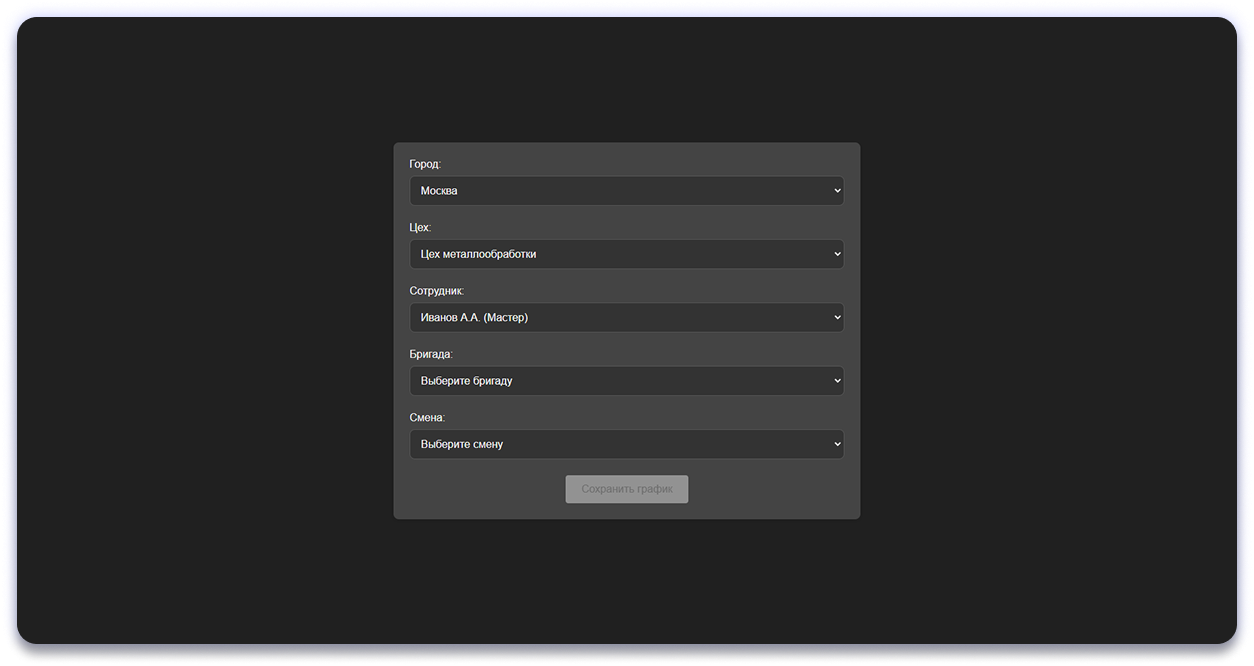 Город:
Москва
Цех:
Цех металлообработки
Сотрудник:
Иванов А.А. (Мастер)
Бригада:
Выберите бригаду
Смена:
Выберите смену
Сохранить график